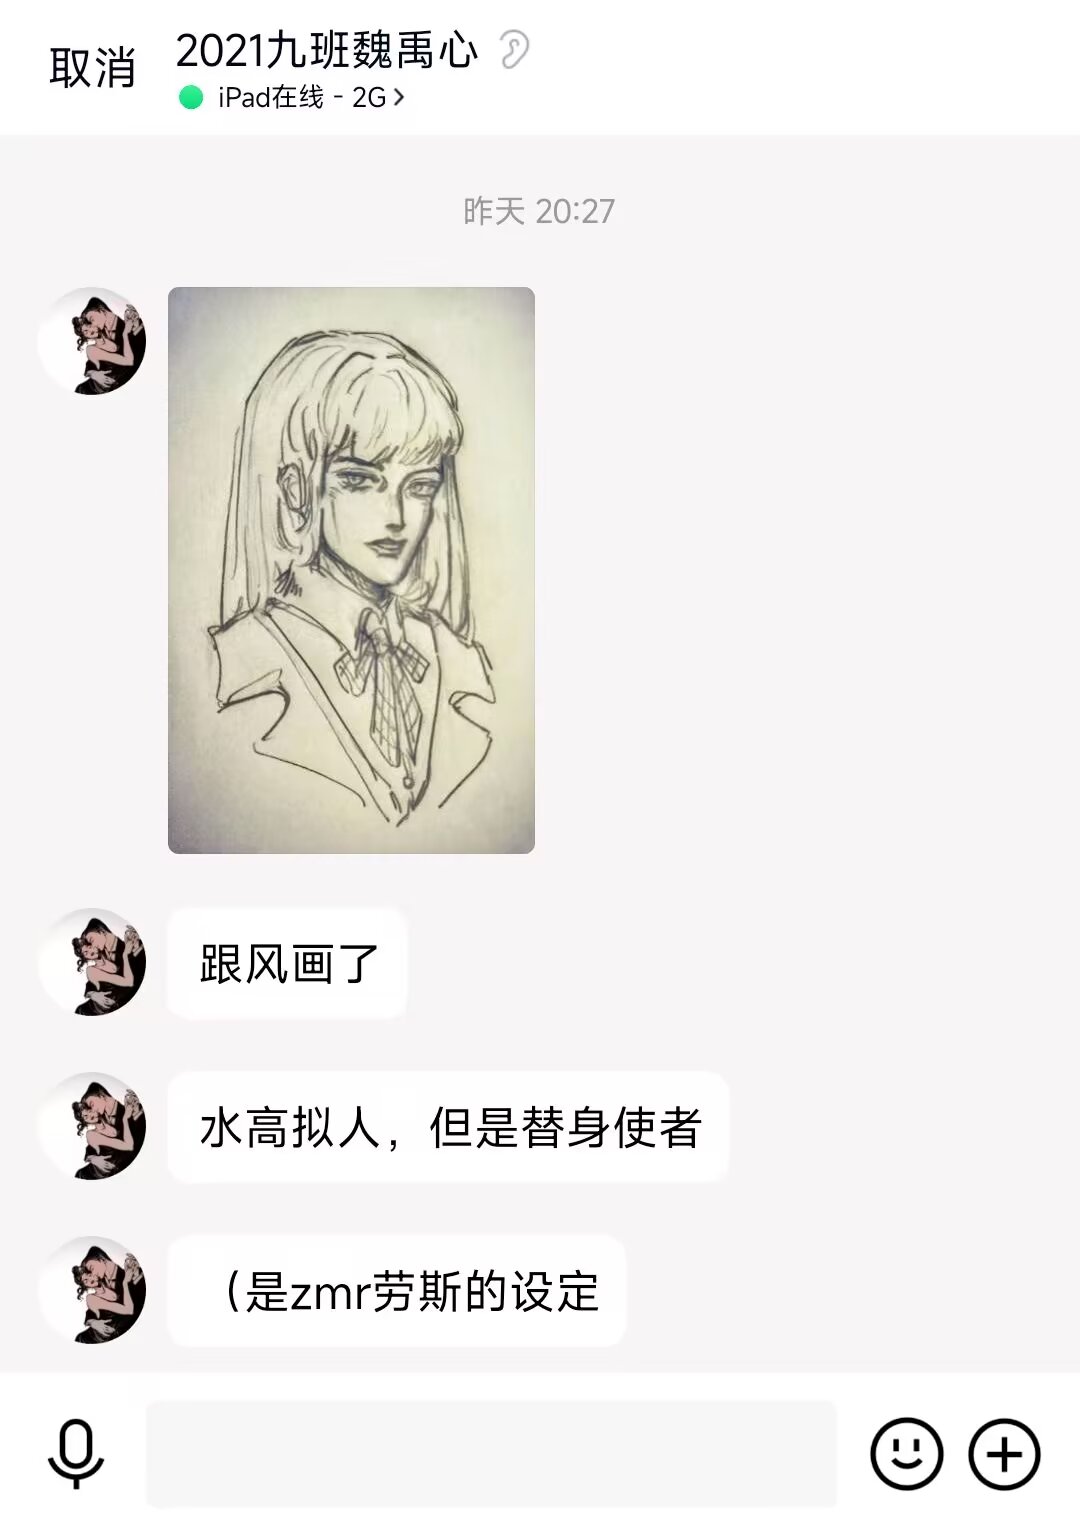 取消
2021九班魏禹心
iPad在线 - 2G
昨天 20:27
跟风画了
水高拟人，但是替身使者
（是zmr劳斯的设定